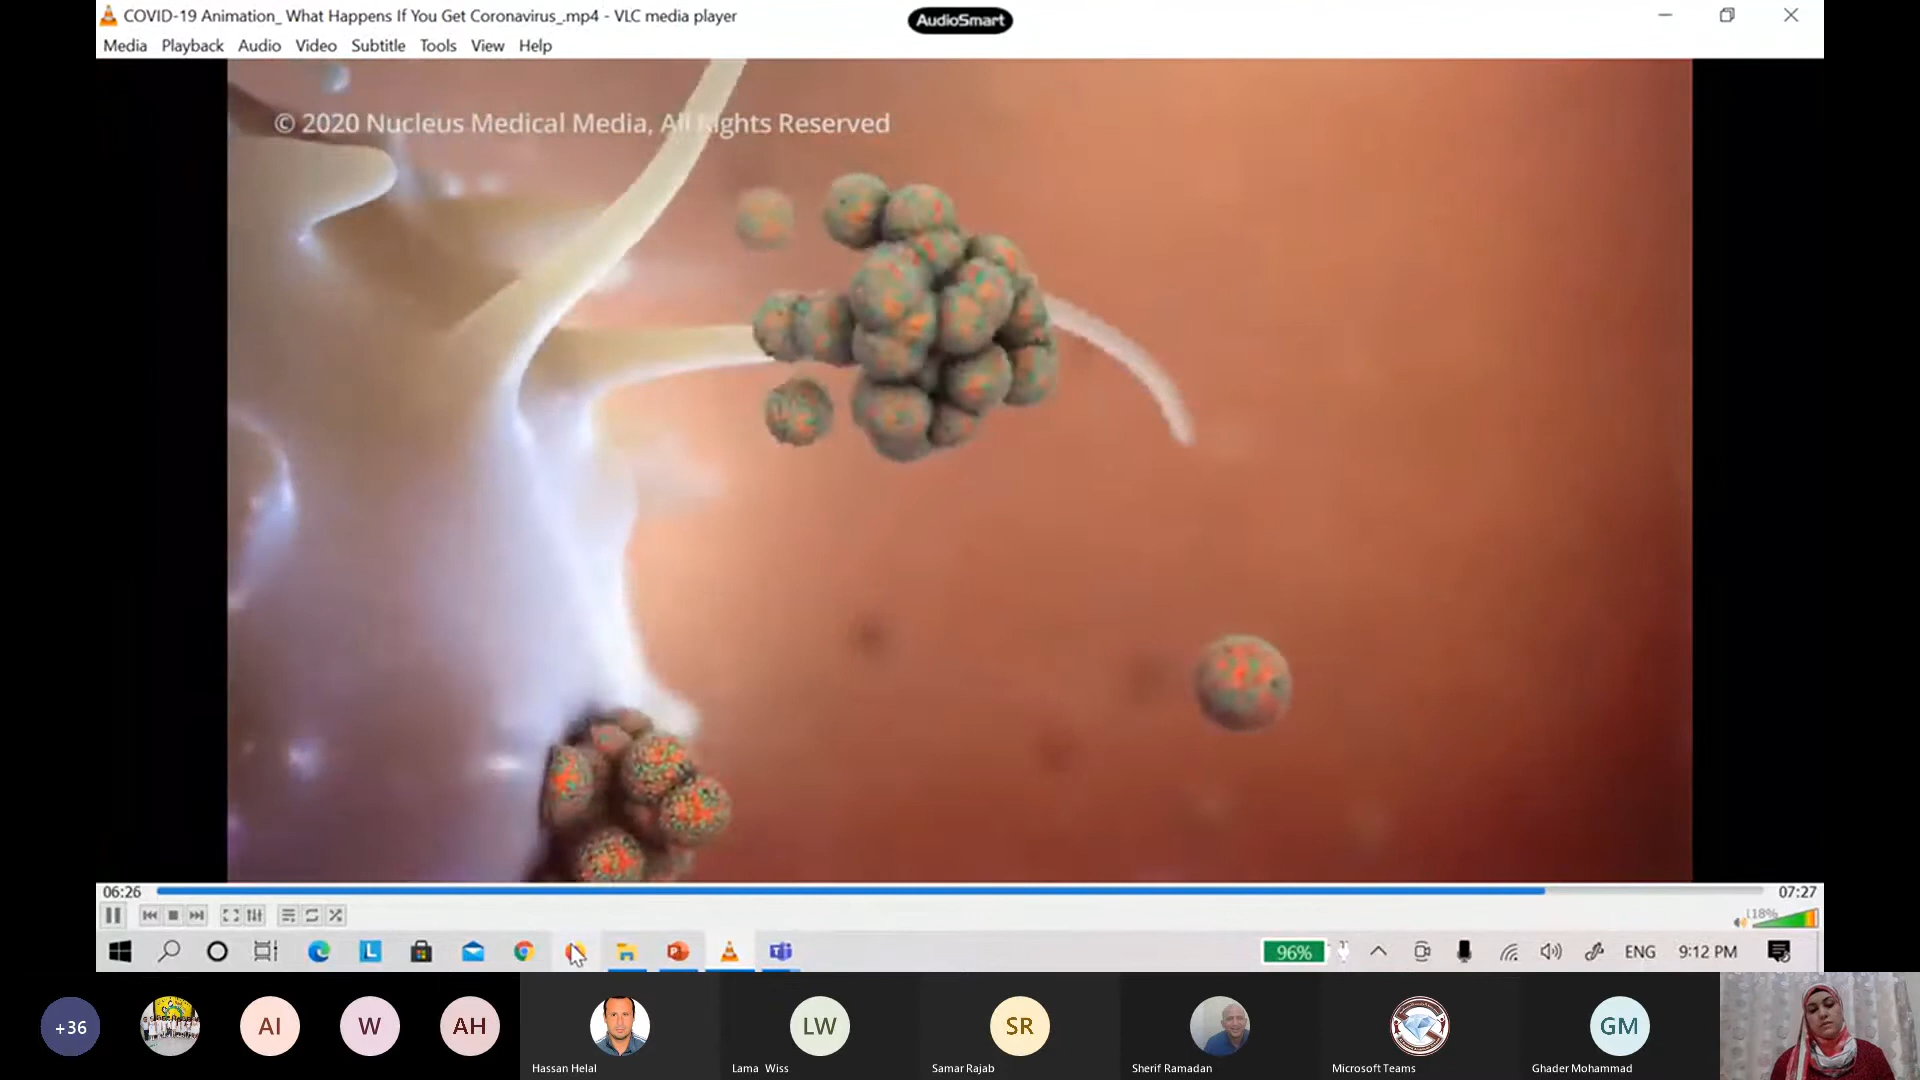 COVID-19 Animation_ What Happens If You Get Coronavirus_.mp4 - VLC media player
AudioSmart
Media Playback Audio Video Subtitle Tools View Help
© 2020 Nucleus Medical Media, All Rights Reserved
06:26
07:27
118%
96%
ENG
9:12 PM
+36
AI
W
AH
LW
SR
GM
Hassan Helal
Lama Wiss
Samar Rajab
Sherif Ramadan
Microsoft Teams
Ghader Mohammad